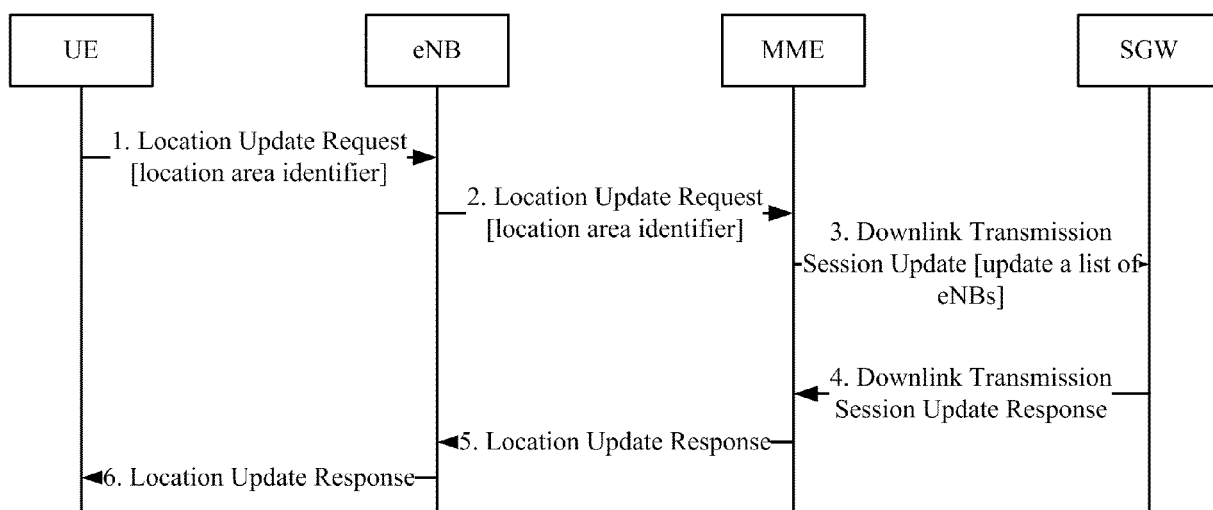 UE
eNB
MME
SGW
1. Location Update Request
[location area identifier]
2. Location Update Request
[location area identifier]
3. Downlink Transmission
Session Update [update a list of
eNBs]
4. Downlink Transmission
Session Update Response
5. Location Update Response
6. Location Update Response